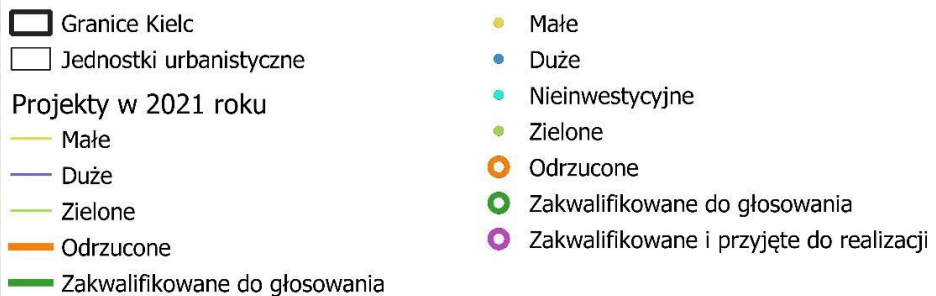 Granice Kielc
Jednostki urbanistyczne
Projekty w 2021 roku
Małe
Duże
Zielone
Odrzucone
Zakwalifikowane do głosowania
Małe
Duże
Nieinwestycyjne
Zielone
Odrzucone
Zakwalifikowane do głosowania
Zakwalifikowane i przyjęte do realizacji